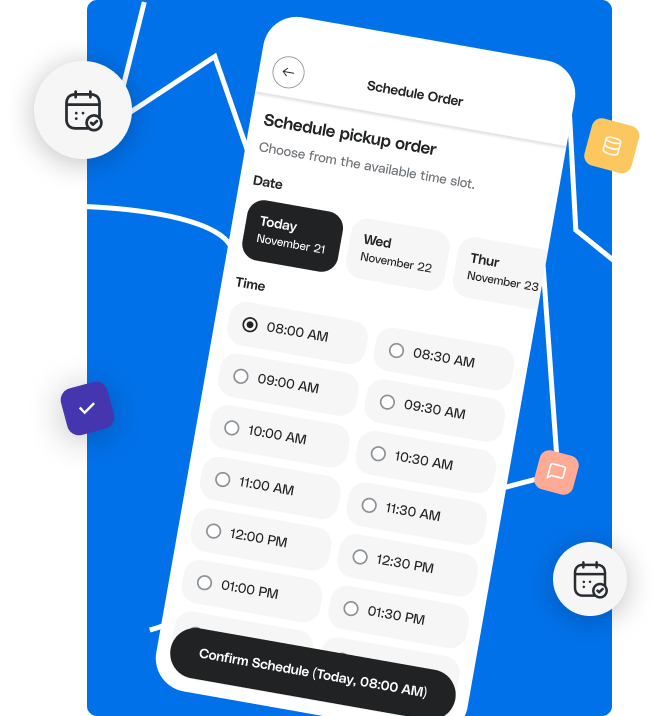 Schedule Order
Schedule pickup order
Choose from the available time slot.
Date
Today
November 21
Wed
November 22
Thur
November 23
Time
08:00 AM
08:30 AM
09:00 AM
09:30 AM
10:00 AM
10:30 AM
11:00 AM
11:30 AM
12:00 PM
12:30 PM
01:00 PM
01:30 PM
Confirm Schedule (Today, 08:00 AM)